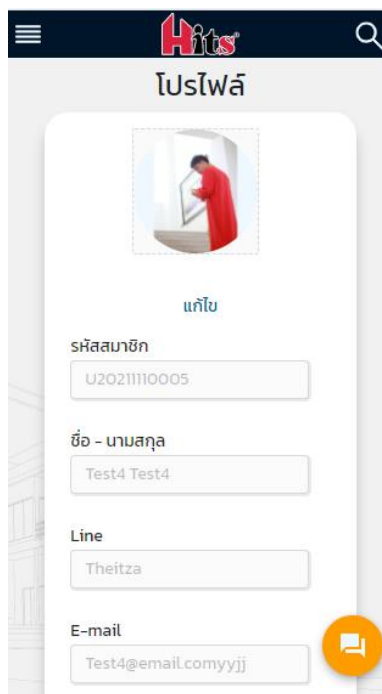 Hits®
โปรไฟล์
แก้ไข
รหัสสมาชิก
U20211110005
ชื่อ - นามสกุล
Test4 Test4
Line
Theitza
E-mail
Test4@email.comyyjj